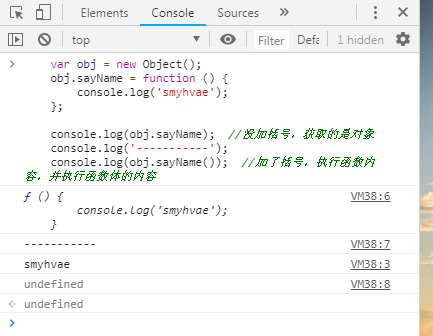 Elements Console Sources »
top Filter Defa 1 hidden
var obj = new Object();
obj.sayName = function () {
console.log('smyhvae');
};
console.log(obj.sayName); //没加括号，获取的是对象
console.log('-----------');
console.log(obj.sayName()); //加了括号，执行函数内
容，并执行函数体的内容
ƒ () { VM38:6
console.log('smyhvae');
}
----------- VM38:7
smyhvae VM38:3
undefined VM38:8
undefined